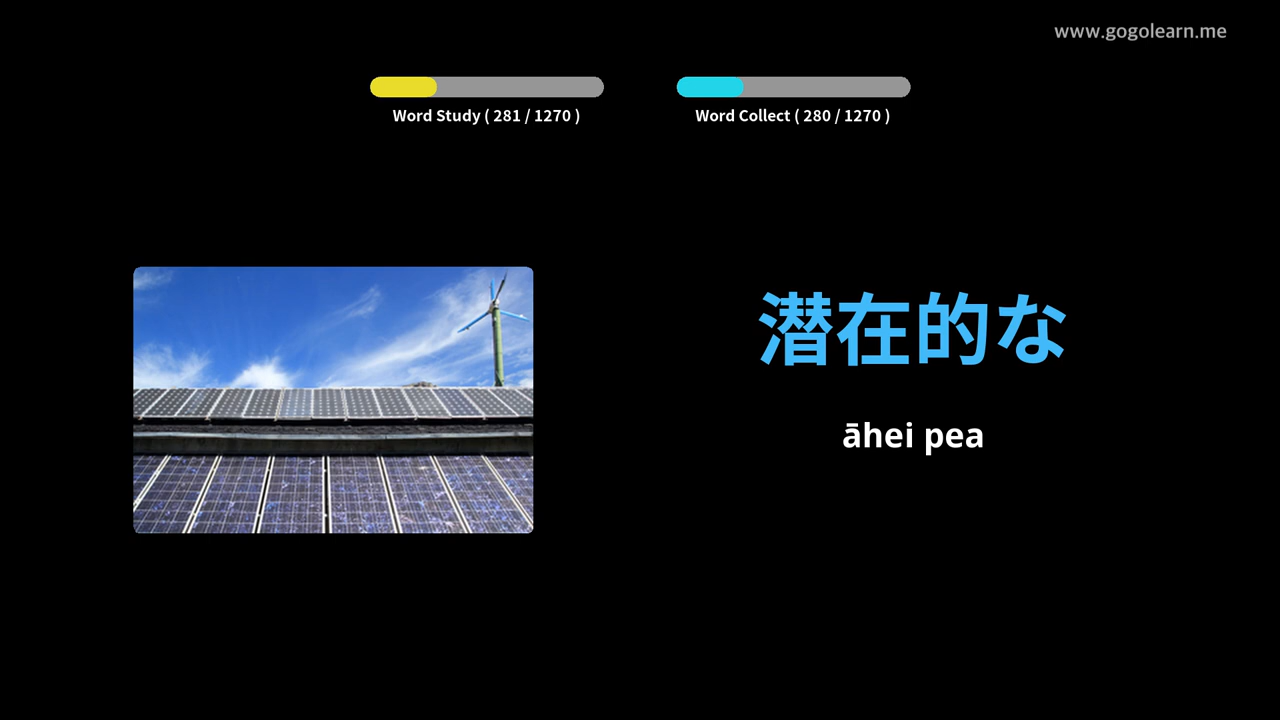 www.gogolearn.me
Word Study ( 281 / 1270 )
Word Collect ( 280 / 1270 )
潜在的な
āhei pea